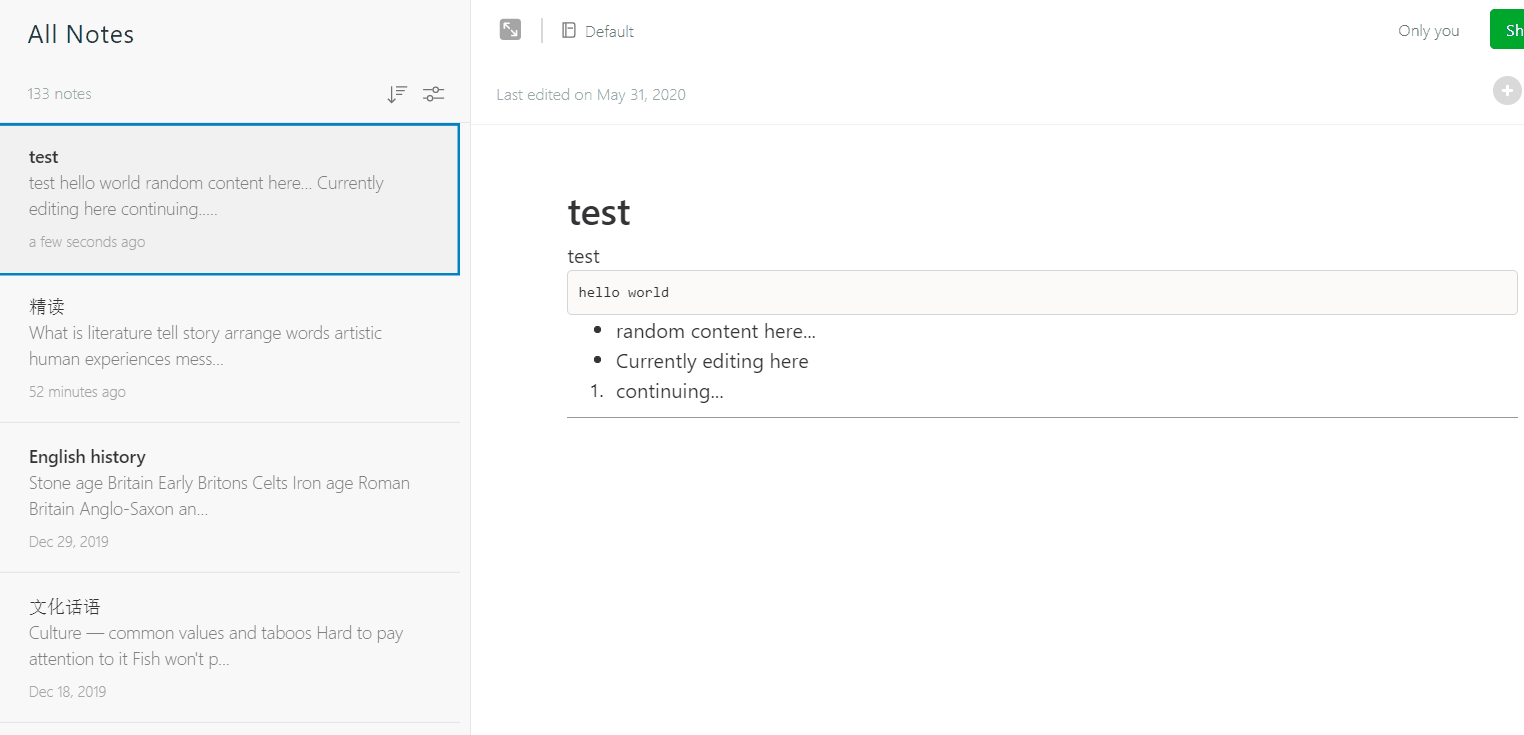 All Notes
133 notes
test
test hello world random content here... Currently
editing here continuing.....
a few seconds ago
精读
What is literature tell story arrange words artistic
human experiences mess...
52 minutes ago
English history
Stone age Britain Early Britons Celts Iron age Roman
Britain Anglo-Saxon an...
Dec 29, 2019
文化话语
Culture — common values and taboos Hard to pay
attention to it Fish won't p...
Dec 18, 2019
Default
Only you
Sh
Last edited on May 31, 2020
test
test
hello world
• random content here...
• Currently editing here
1. continuing...